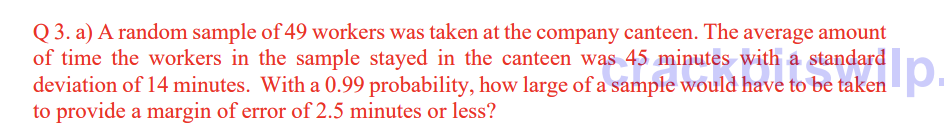 Q 3. a) A random sample of 49 workers was taken at the company canteen. The average amount
of time the workers in the sample stayed in the canteen was 45 minutes with a standard
deviation of 14 minutes.  With a 0.99 probability, how large of a sample would have to be taken
to provide a margin of error of 2.5 minutes or less?
crackbitswilp.